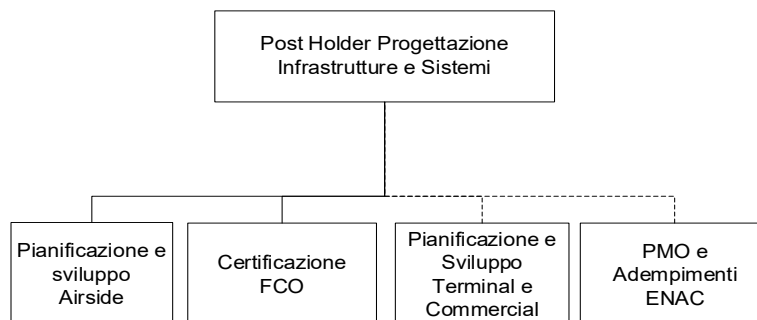 Post Holder Progettazione
Infrastrutture e Sistemi
Pianificazione e
sviluppo
Airside
Certificazione
FCO
Pianificazione e
Sviluppo
Terminal e
Commercial
PMO e
Adempimenti
ENAC